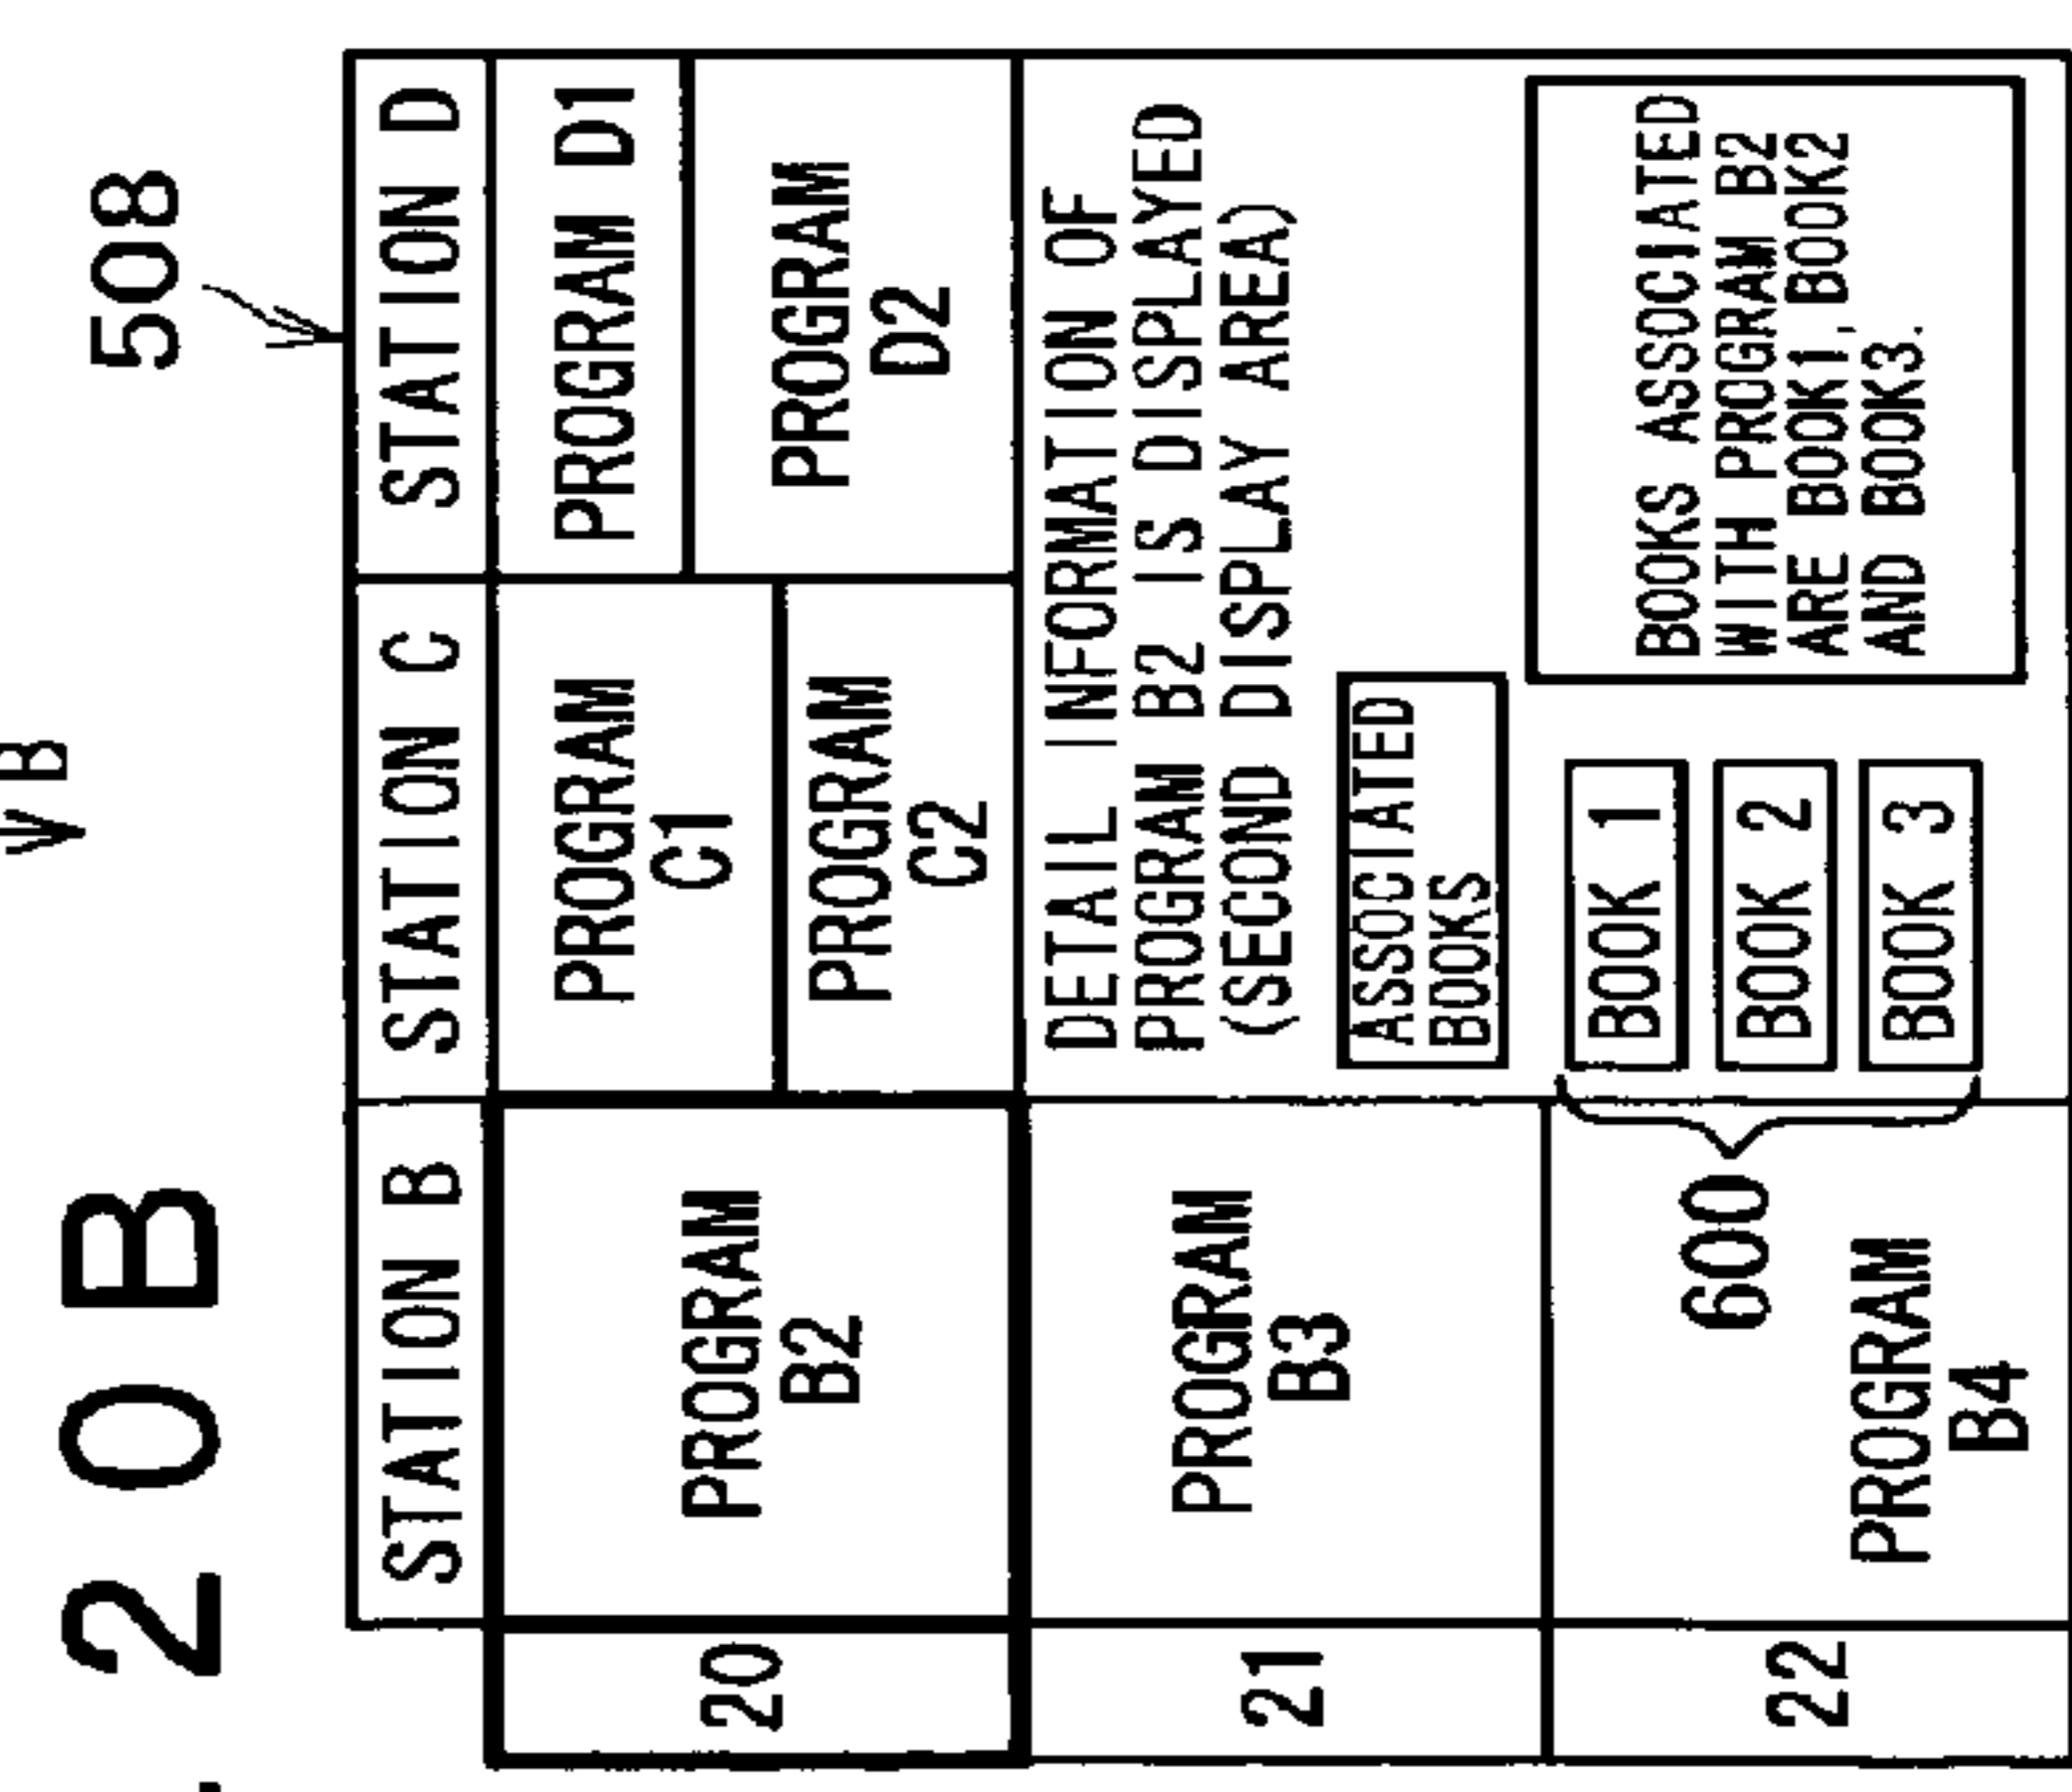 . 20B
B
508
STATION B STATION C STATION D
20
PROGRAM
B2
PROGRAM
C1
PROGRAM
C2
PROGRAM D1
PROGRAM
D2
21
PROGRAM
B3
22
600
PROGRAM
B4
DETAIL INFORMATION OF
PROGRAM B2 IS DISPLAYED
(SECOND DISPLAY AREA)
ASSOCIATED
BOOKS
BOOK 1
BOOK 2
BOOK 3
BOOKS ASSOCIATED
WITH PROGRAM B2
ARE BOOK1, BOOK2
AND BOOK3.